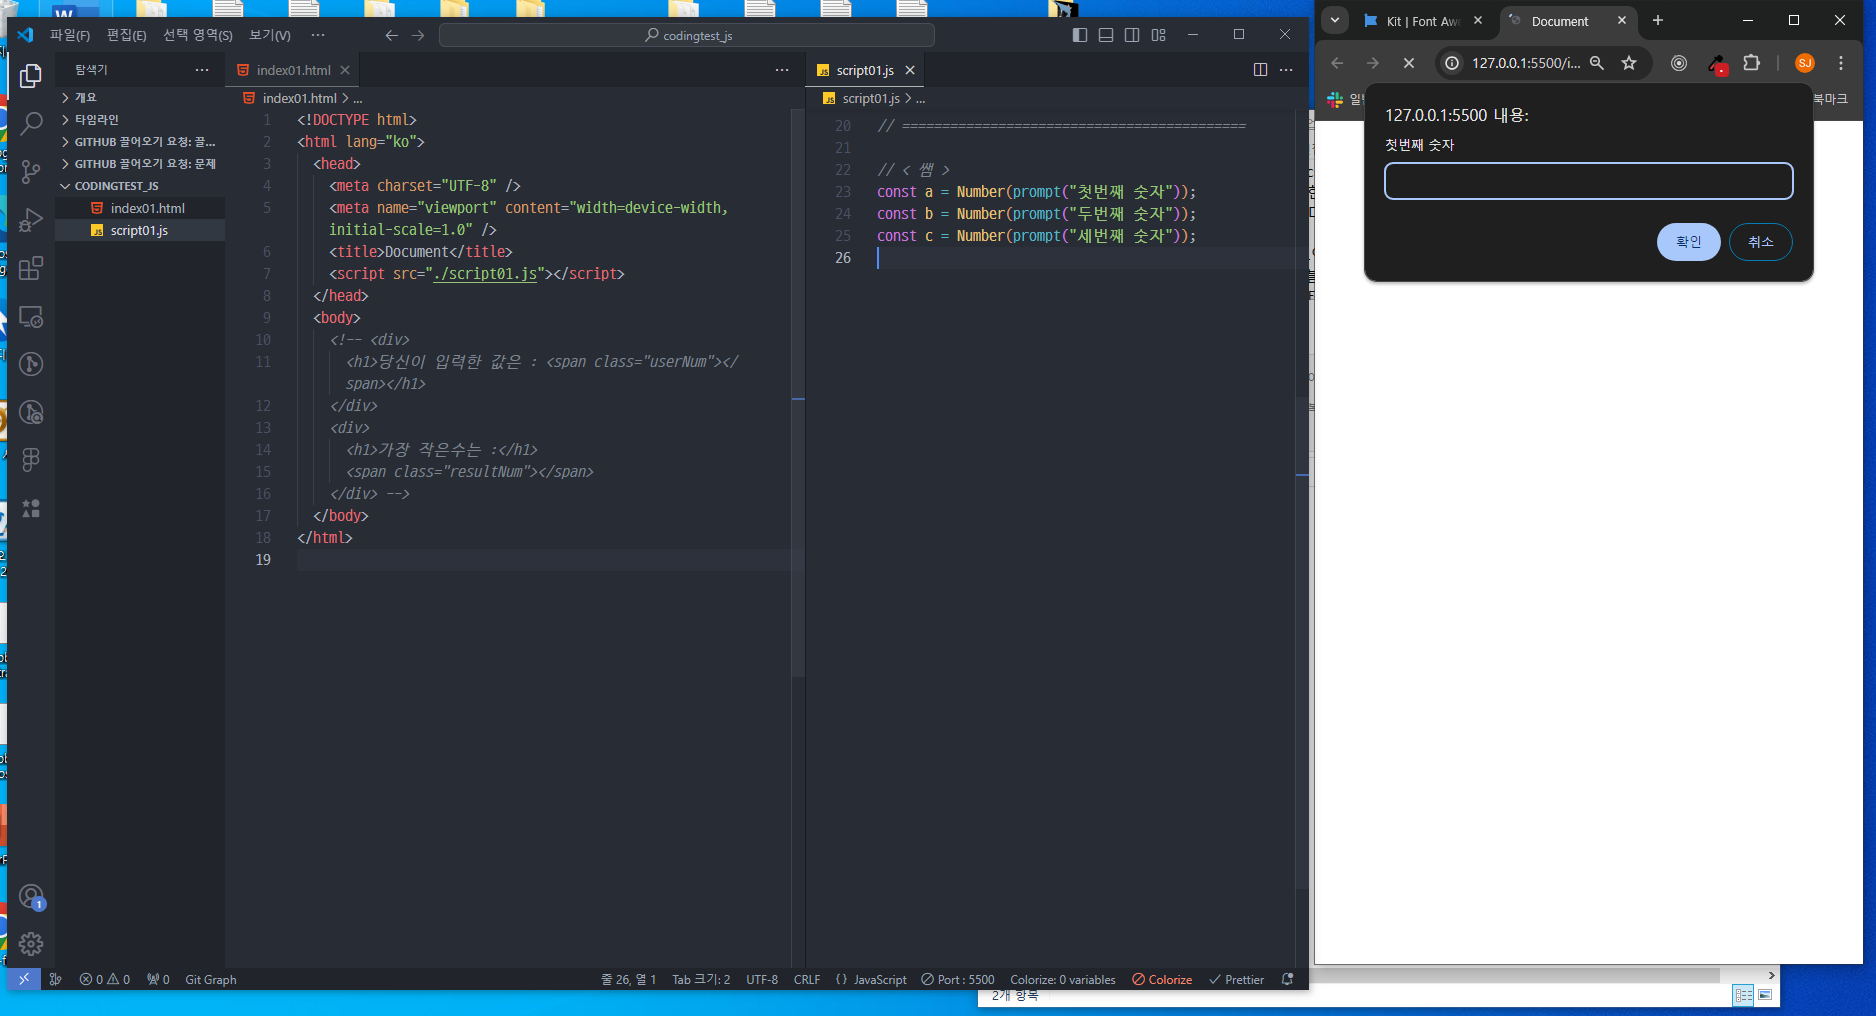 파일(F) 편집(E) 선택 영역(S) 보기(V) ··· codingtest_js
탐색기 ···
개요
타임라인
GITHUB 끌어오기 요청: 끌...
GITHUB 끌어오기 요청: 문제
CODINGTEST_JS
index01.html
script01.js
index01.html
index01.html > ...
1 <!DOCTYPE html>
2 <html lang="ko">
3 <head>
4 <meta charset="UTF-8" />
5 <meta name="viewport" content="width=device-width,
initial-scale=1.0" />
6 <title>Document</title>
7 <script src="./script01.js"></script>
8 </head>
9 <body>
10 <!-- <div>
11 <h1>당신이 입력한 값은 : <span class="userNum"></
span></h1>
12 </div>
13 <div>
14 <h1>가장 작은수는 :</h1>
15 <span class="resultNum"></span>
16 </div> -->
17 </body>
18 </html>
19
script01.js
script01.js > ...
20 // ===========================================
21
22 // < 쌤 >
23 const a = Number(prompt("첫번째 숫자"));
24 const b = Number(prompt("두번째 숫자"));
25 const c = Number(prompt("세번째 숫자"));
26
1
0 0 0 Git Graph 줄 26, 열 1 Tab 크기: 2 UTF-8 CRLF {} JavaScript Port : 5500 Colorize: 0 variables Colorize Prettier
Kit | Font Aw Document
127.0.0.1:5500/i... SJ
북마크
127.0.0.1:5500 내용:
첫번째 숫자
확인 취소
2개 항목